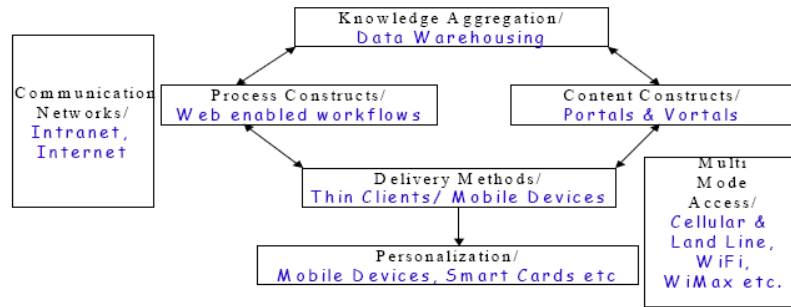 Knowledge Aggregation/
Data Warehousing
Communication
Networks/
Intranet,
Internet
Process Constructs/
Web enabled workflows
Content Constructs/
Portals & Vortals
Delivery Methods/
Thin Clients/ Mobile Devices
Multi
Mode
Access/
Cellular &
Land Line,
WiFi,
WiMax etc.
Personalization/
Mobile Devices, Smart Cards etc